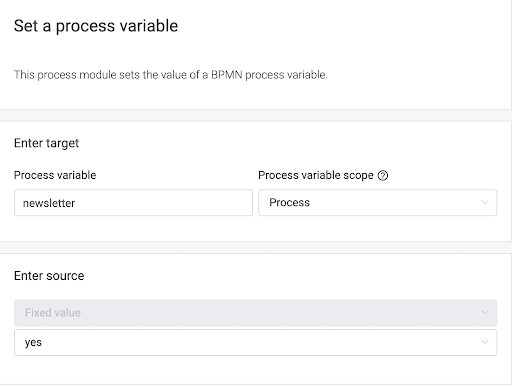 Set a process variable
This process module sets the value of a BPMN process variable.
Enter target
Process variable
Process variable scope
newsletter
Process
Enter source
Fixed value
yes